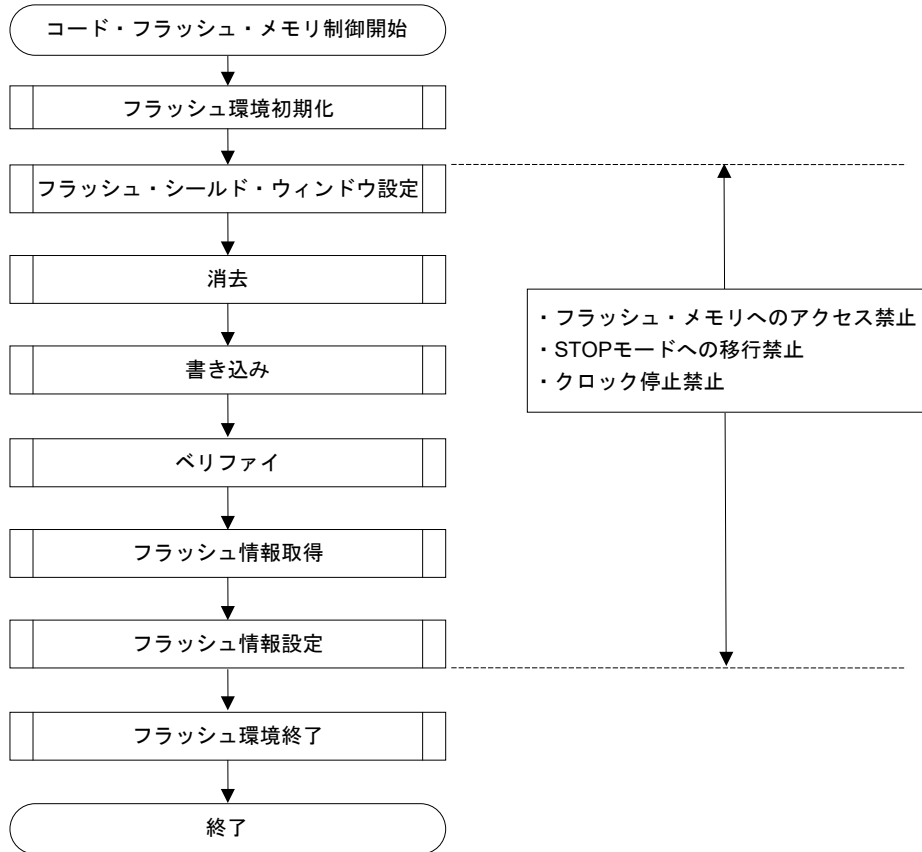 コード・フラッシュ・メモリ制御開始
フラッシュ環境初期化
フラッシュ・シールド・ウィンドウ設定
消去
書き込み
ベリファイ
フラッシュ情報取得
フラッシュ情報設定
フラッシュ環境終了
終了
・フラッシュ・メモリへのアクセス禁止
・STOPモードへの移行禁止
・クロック停止禁止